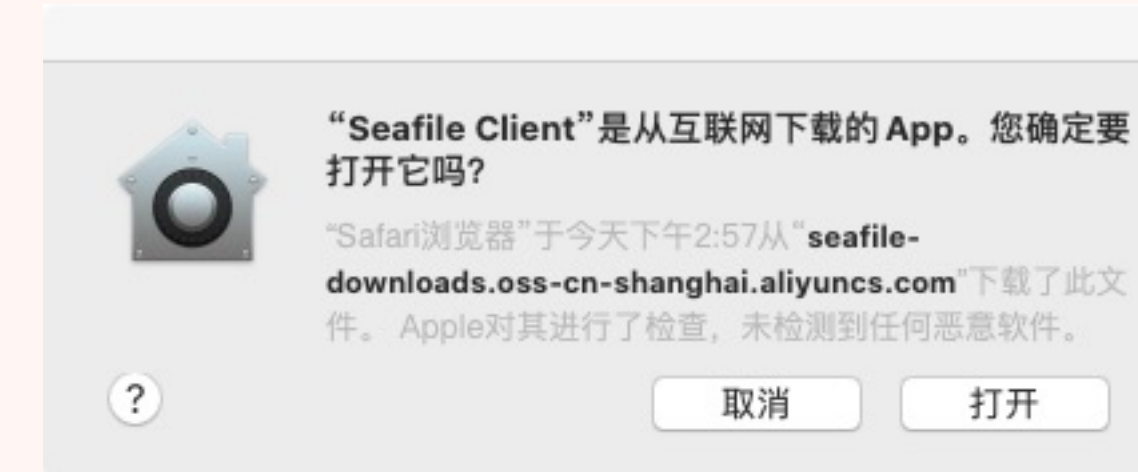 “Seafile Client”是从互联网下载的 App。您确定要
打开它吗?
“Safari浏览器”于今天下午2:57从“seafile-
downloads.oss-cn-shanghai.aliyuncs.com”下载了此文
件。 Apple对其进行了检查，未检测到任何恶意软件。
?
取消
打开